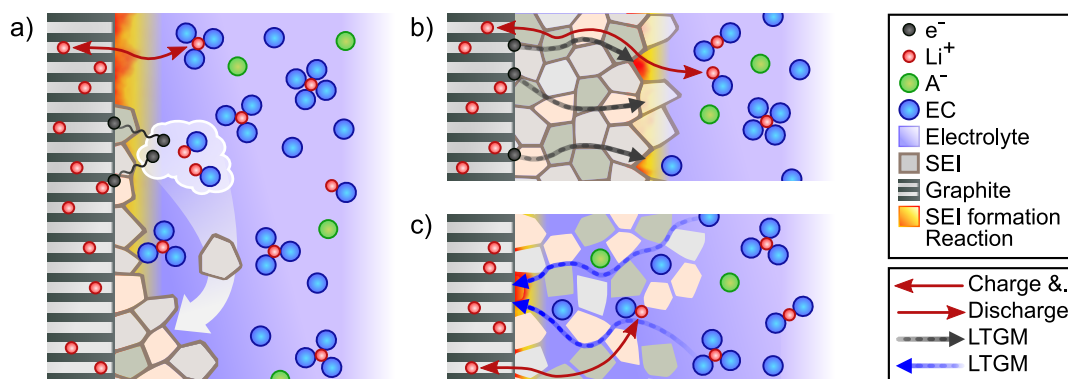 a)
b)
c)
e⁻
Li⁺
A⁻
EC
Electrolyte
SEI
Graphite
SEI formation
Reaction
Charge &.
Discharge
LTGM
LTGM